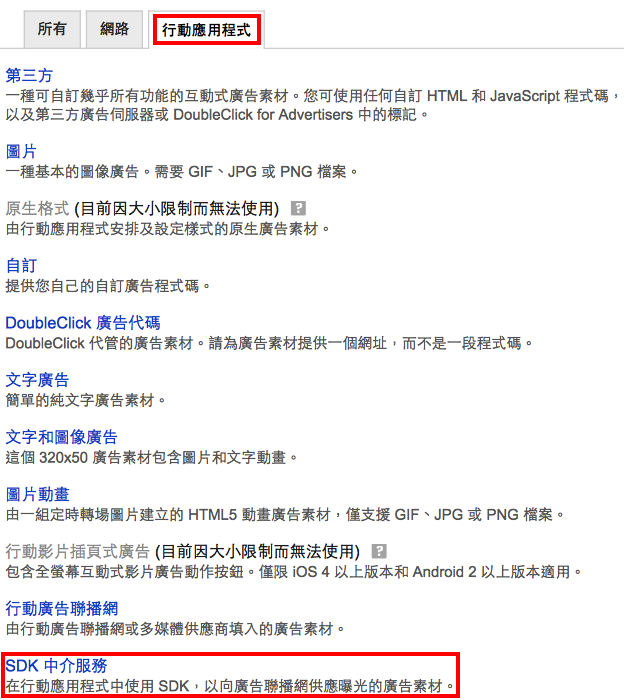 所有 網路 行動應用程式
第三方
一種可自訂幾乎所有功能的互動式廣告素材。您可使用任何自訂 HTML 和 JavaScript 程式碼，
以及第三方廣告伺服器或 DoubleClick for Advertisers 中的標記。
圖片
一種基本的圖像廣告。需要 GIF、JPG 或 PNG 檔案。
原生格式 (目前因大小限制而無法使用) ?
由行動應用程式安排及設定樣式的原生廣告素材。
自訂
提供您自己的自訂廣告程式碼。
DoubleClick 廣告代碼
DoubleClick 代管的廣告素材。請為廣告素材提供一個網址，而不是一段程式碼。
文字廣告
簡單的純文字廣告素材。
文字和圖像廣告
這個 320x50 廣告素材包含圖片和文字動畫。
圖片動畫
由一組定時轉場圖片建立的 HTML5 動畫廣告素材，僅支援 GIF、JPG 或 PNG 檔案。
行動影片插頁式廣告 (目前因大小限制而無法使用) ?
包含全螢幕互動式影片廣告動作按鈕。僅限 iOS 4 以上版本和 Android 2 以上版本適用。
行動廣告聯播網
由行動廣告聯播網或多媒體供應商填入的廣告素材。
SDK 中介服務
在行動應用程式中使用 SDK，以向廣告聯播網供應曝光的廣告素材。